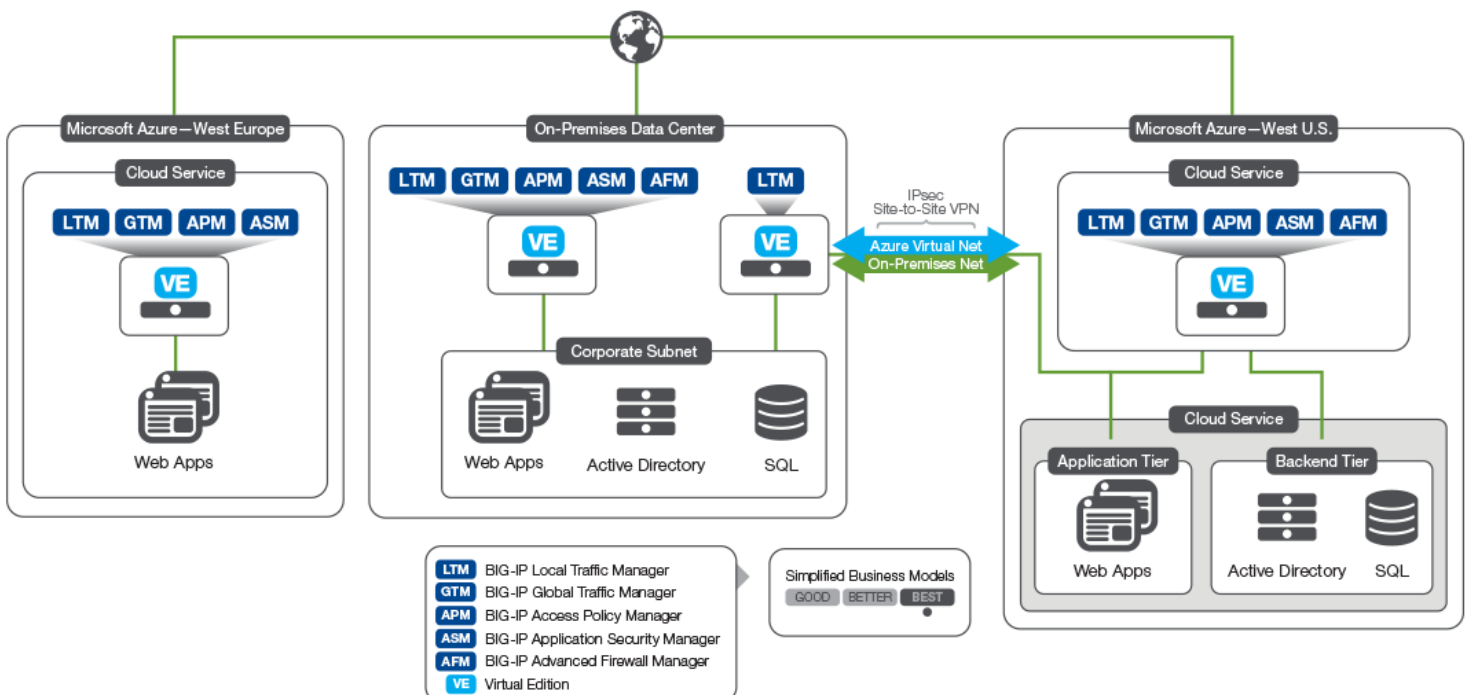 Microsoft Azure—West Europe
Cloud Service
LTM GTM APM ASM
VE
Web Apps
On-Premises Data Center
LTM GTM APM ASM AFM
VE
LTM
VE
Corporate Subnet
Web Apps
Active Directory
SQL
IPsec
Site-to-Site VPN
Azure Virtual Net
On-Premises Net
Microsoft Azure—West U.S.
Cloud Service
LTM GTM APM ASM AFM
VE
Cloud Service
Application Tier
Web Apps
Backend Tier
Active Directory
SQL
LTM BIG-IP Local Traffic Manager
GTM BIG-IP Global Traffic Manager
APM BIG-IP Access Policy Manager
ASM BIG-IP Application Security Manager
AFM BIG-IP Advanced Firewall Manager
VE Virtual Edition
Simplified Business Models
GOOD BETTER BEST